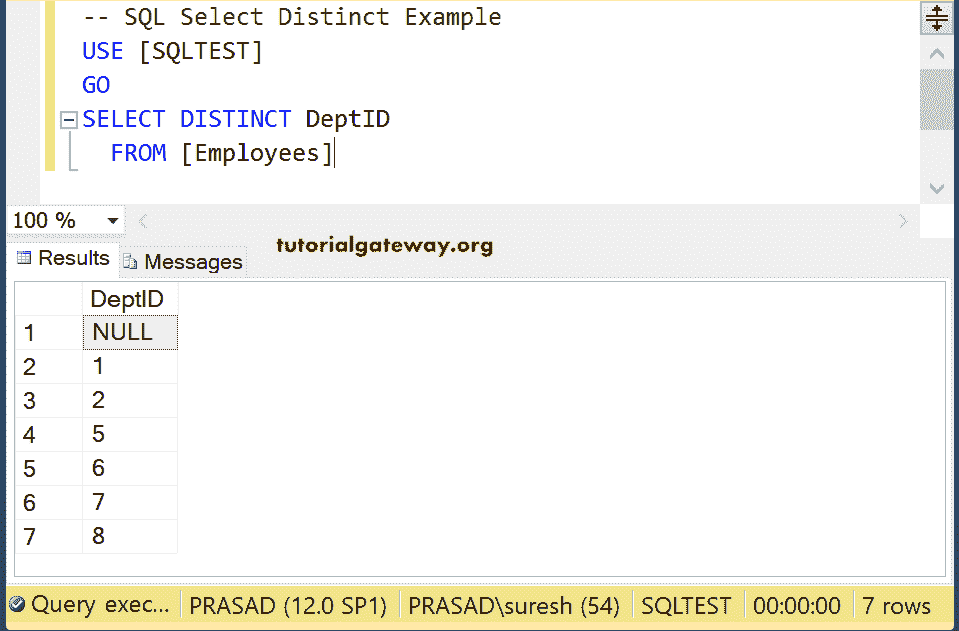 -- SQL Select Distinct Example
USE [SQLTEST]
GO
SELECT DISTINCT DeptID
FROM [Employees]
100 %
tutorialgateway.org
Results Messages
DeptID
1 NULL
2 1
3 2
4 5
5 6
6 7
7 8
Query exec... PRASAD (12.0 SP1) PRASAD\suresh (54) SQLTEST 00:00:00 7 rows